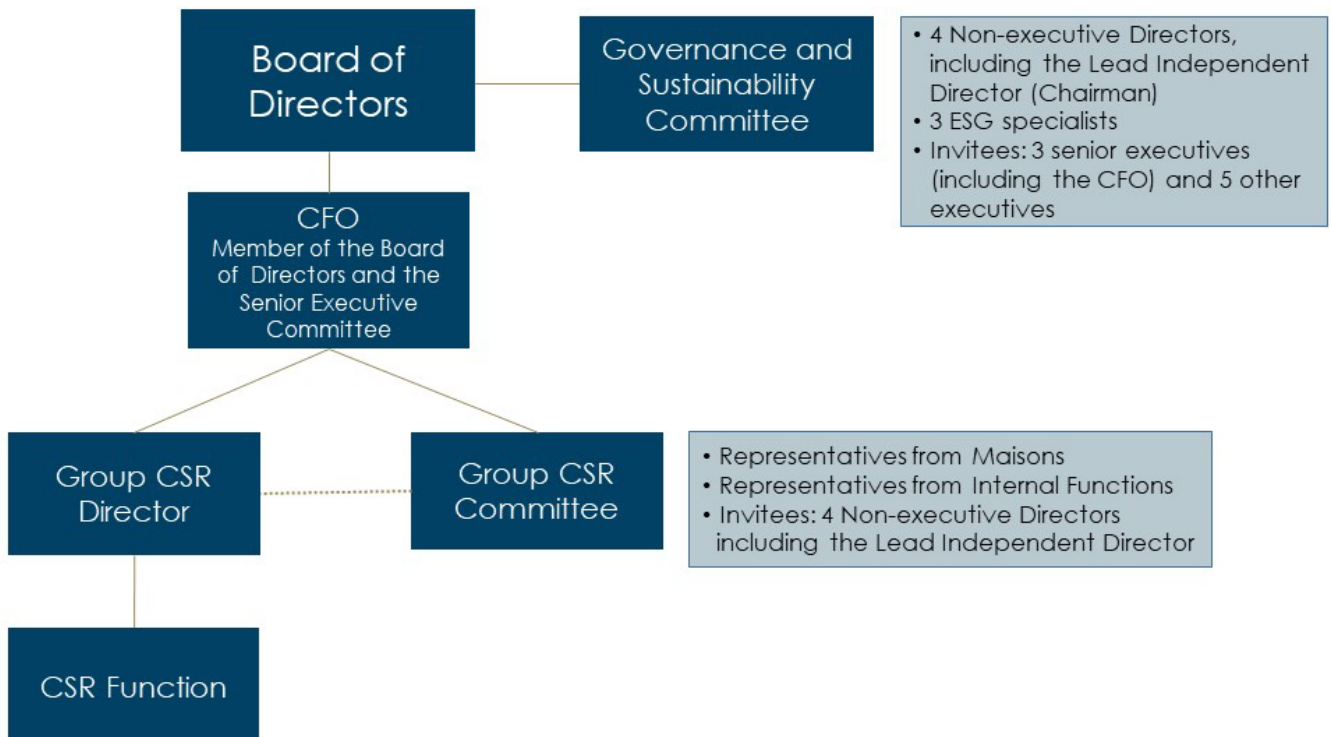 Board of
Directors
Governance and
Sustainability
Committee
• 4 Non-executive Directors,
including the Lead Independent
Director (Chairman)
• 3 ESG specialists
• Invitees: 3 senior executives
(including the CFO) and 5 other
executives
CFO
Member of the Board
of Directors and the
Senior Executive
Committee
Group CSR
Director
Group CSR
Committee
• Representatives from Maisons
• Representatives from Internal Functions
• Invitees: 4 Non-executive Directors
including the Lead Independent Director
CSR Function